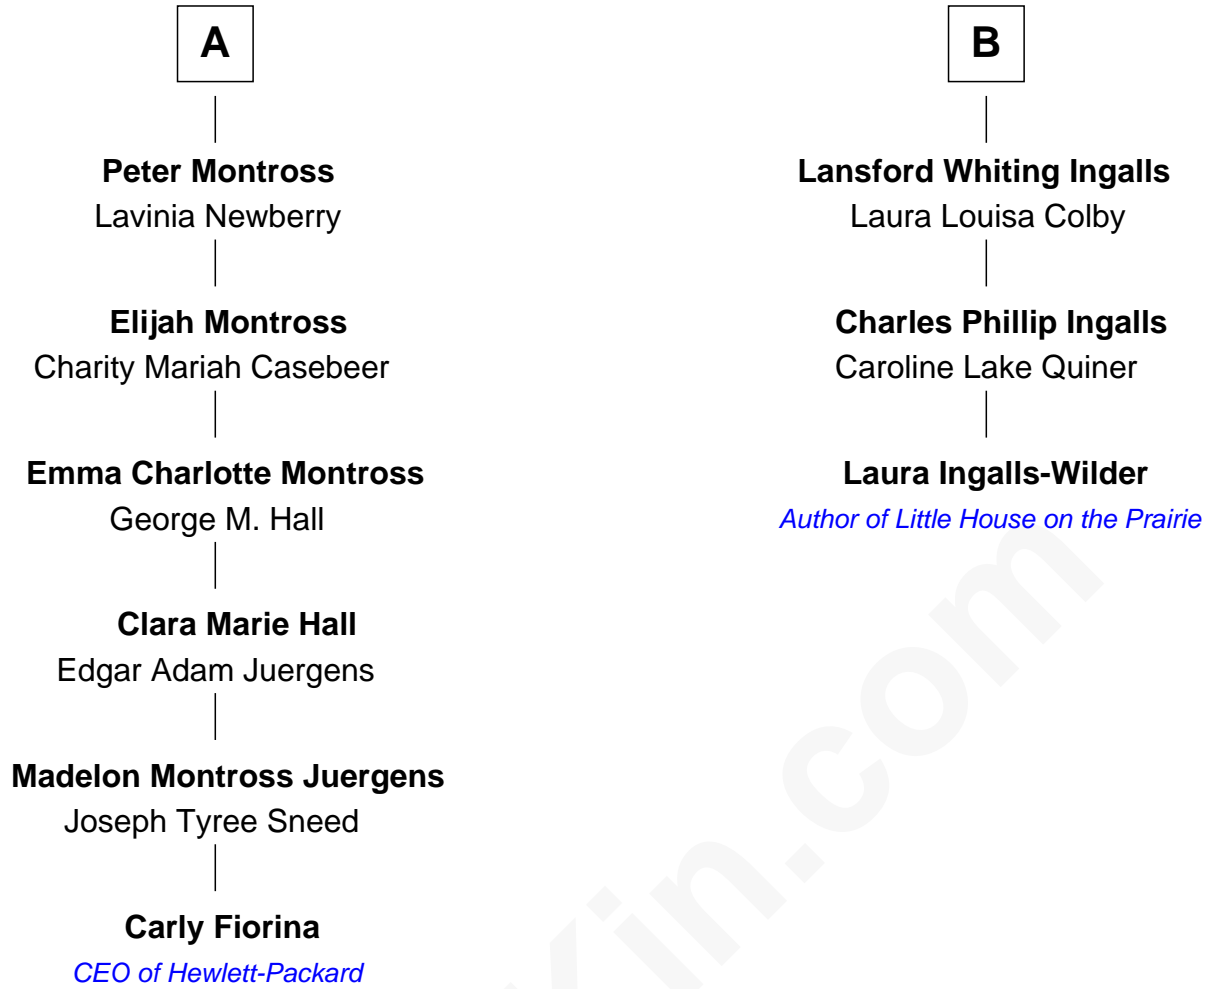 A
Peter Montross
Lavinia Newberry
Elijah Montross
Charity Mariah Casebeer
Emma Charlotte Montross
George M. Hall
Clara Marie Hall
Edgar Adam Juergens
Madelon Montross Juergens
Joseph Tyree Sneed
Carly Fiorina
CEO of Hewlett-Packard
B
Lansford Whiting Ingalls
Laura Louisa Colby
Charles Phillip Ingalls
Caroline Lake Quiner
Laura Ingalls-Wilder
Author of Little House on the Prairie